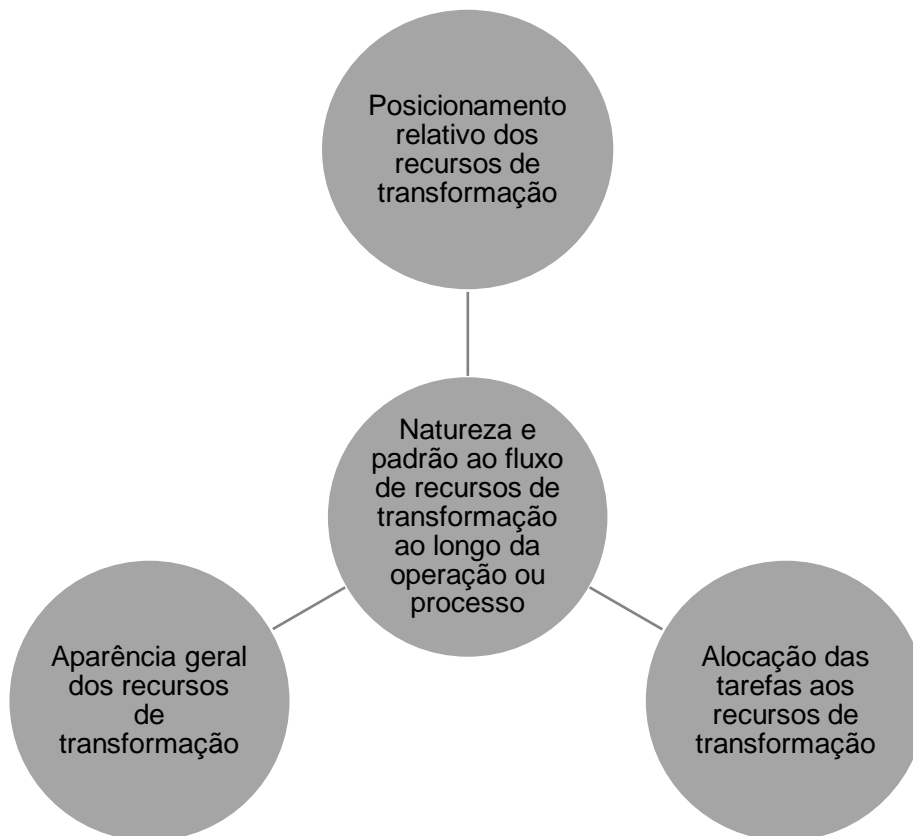 Posicionamento
relativo dos
recursos de
transformação
Natureza e
padrão ao fluxo
de recursos de
transformação
ao longo da
operação ou
processo
Aparência geral
dos recursos
de
transformação
Alocação das
tarefas aos
recursos de
transformação